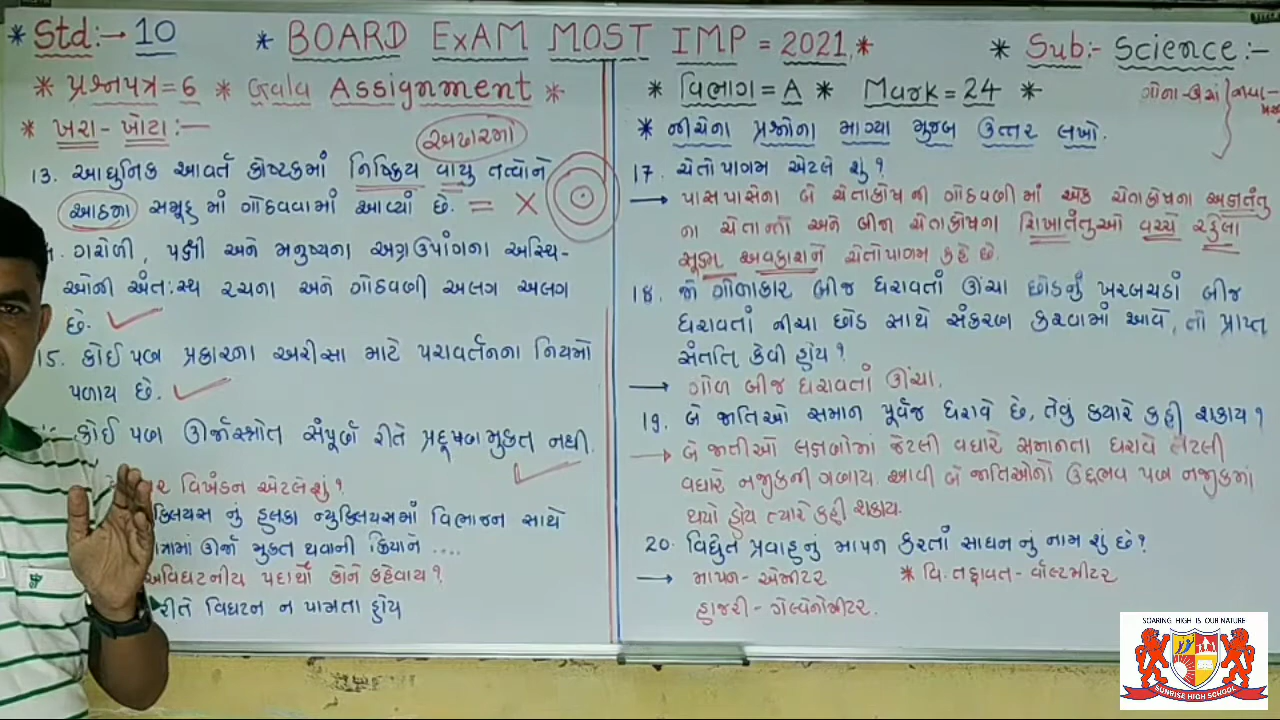 * Std:→ 10 * BOARD EXAM MOST IMP = 2021.* * Sub:- Science:-
* પ્રશ્નપત્ર = 6 * Gala Assignment *
* ખરા - ખોટા :—
અઢારમાં
13. આધુનિક આવર્ત કોષ્ટકમાં નિષ્ક્રિય વાયુ તત્વોને
આઠમા સમૂહ માં ગોઠવવામાં આવ્યાં છે. = ×
ગરોળી, પક્ષી અને મનુષ્યના અગ્રઉપાંગના અસ્થિ-
ઓની અંત:સ્થ રચના અને ગોઠવણી અલગ અલગ
છે.
15. કોઈ પણ પ્રકારના અરીસા માટે પરાવર્તનના નિયમો
પળાય છે.
કોઈ પણ ઊર્જાસ્ત્રોત સંપૂર્ણ રીતે પ્રદૂષણ મુક્ત નથી.
વિખંડન એટલે શું?
નું હલકા ન્યુક્લિયસમાં વિભાજન સાથે
ઊર્જા મુક્ત થવાની ક્રિયાને ....
અવિઘટનીય પદાર્થો કોને કહેવાય?
રીતે વિઘટન ન પામતા હોય
* વિભાગ = A * Mark = 24 *
* નીચેના પ્રશ્નોના માગ્યા મુજબ ઉત્તર લખો.
17. ચેતોપાગમ એટલે શું?
→ પાસપાસેના બે ચેતાકોષ ની ગોઠવણી માં એક ચેતાકોષના અક્ષતંતુ
ના ચેતાન્તો અને બીજા ચેતાકોષના શિખાતંતુઓ વચ્ચે રહેલા
સૂક્ષ્મ અવકાશને ચેતોપાગમ કહે છે.
18. જો ગોળાકાર બીજ ધરાવતાં ઊંચા છોડનું ખરબચડાં બીજ
ધરાવતાં નીચા છોડ સાથે સંકરણ કરવામાં આવે, તો પ્રાપ્ત
સંતતિ કેવી હોય?
→ ગોળ બીજ ધરાવતાં ઊંચા.
19. બે જાતિઓ સમાન પૂર્વજ ધરાવે છે, તેવું ક્યારે કહી શકાય?
→ બે જાતીઓ લક્ષણોમાં જેટલી વધારે સમાનતા ધરાવે તેટલી
વધારે નજીકની ગણાય. આવી બે જાતિઓનો ઉદ્દભવ પણ નજીકમાં
થયો હોય ત્યારે કહી શકાય.
20. વિદ્યુત પ્રવાહનું માપન કરતાં સાધન નું નામ શું છે?
→ માપન - એમીટર * વિ. તફાવત - વૉલ્ટમીટર
હાજરી - ગેલ્વેનોમીટર.
SOARING HIGH IS OUR NATURE
SUNRISE HIGH SCHOOL